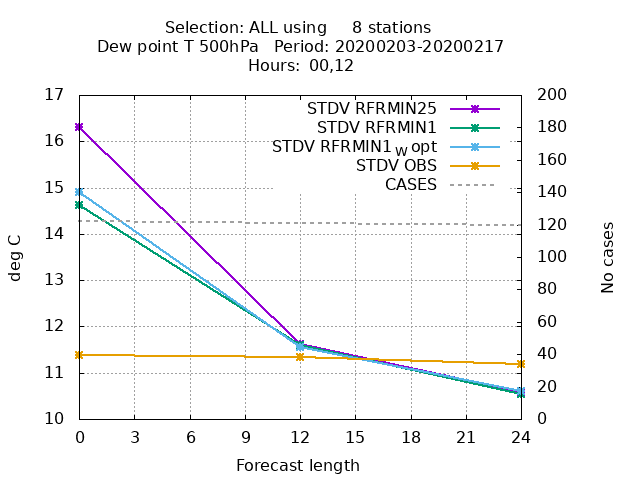 Selection: ALL using     8 stations
Dew point T 500hPa   Period: 20200203-20200217
Hours: 00,12
STDV RFRMIN25
STDV RFRMIN1
STDV RFRMIN1_W opt
STDV OBS
CASES
17
16
15
14
13
12
11
10
deg C
200
180
160
140
120
100
80
60
40
20
0
No cases
0 3 6 9 12 15 18 21 24
Forecast length